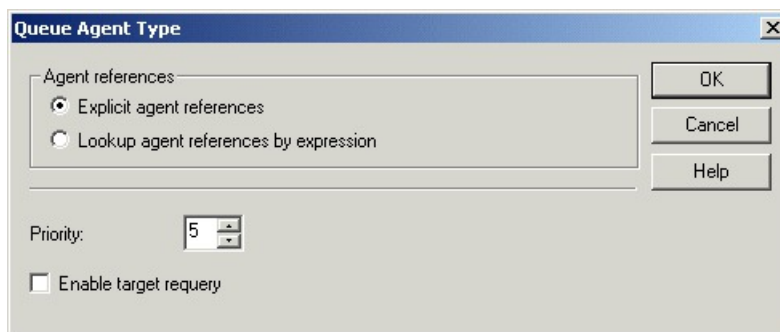 Queue Agent Type
Agent references
Explicit agent references
Lookup agent references by expression
OK
Cancel
Help
Priority: 5
Enable target requery